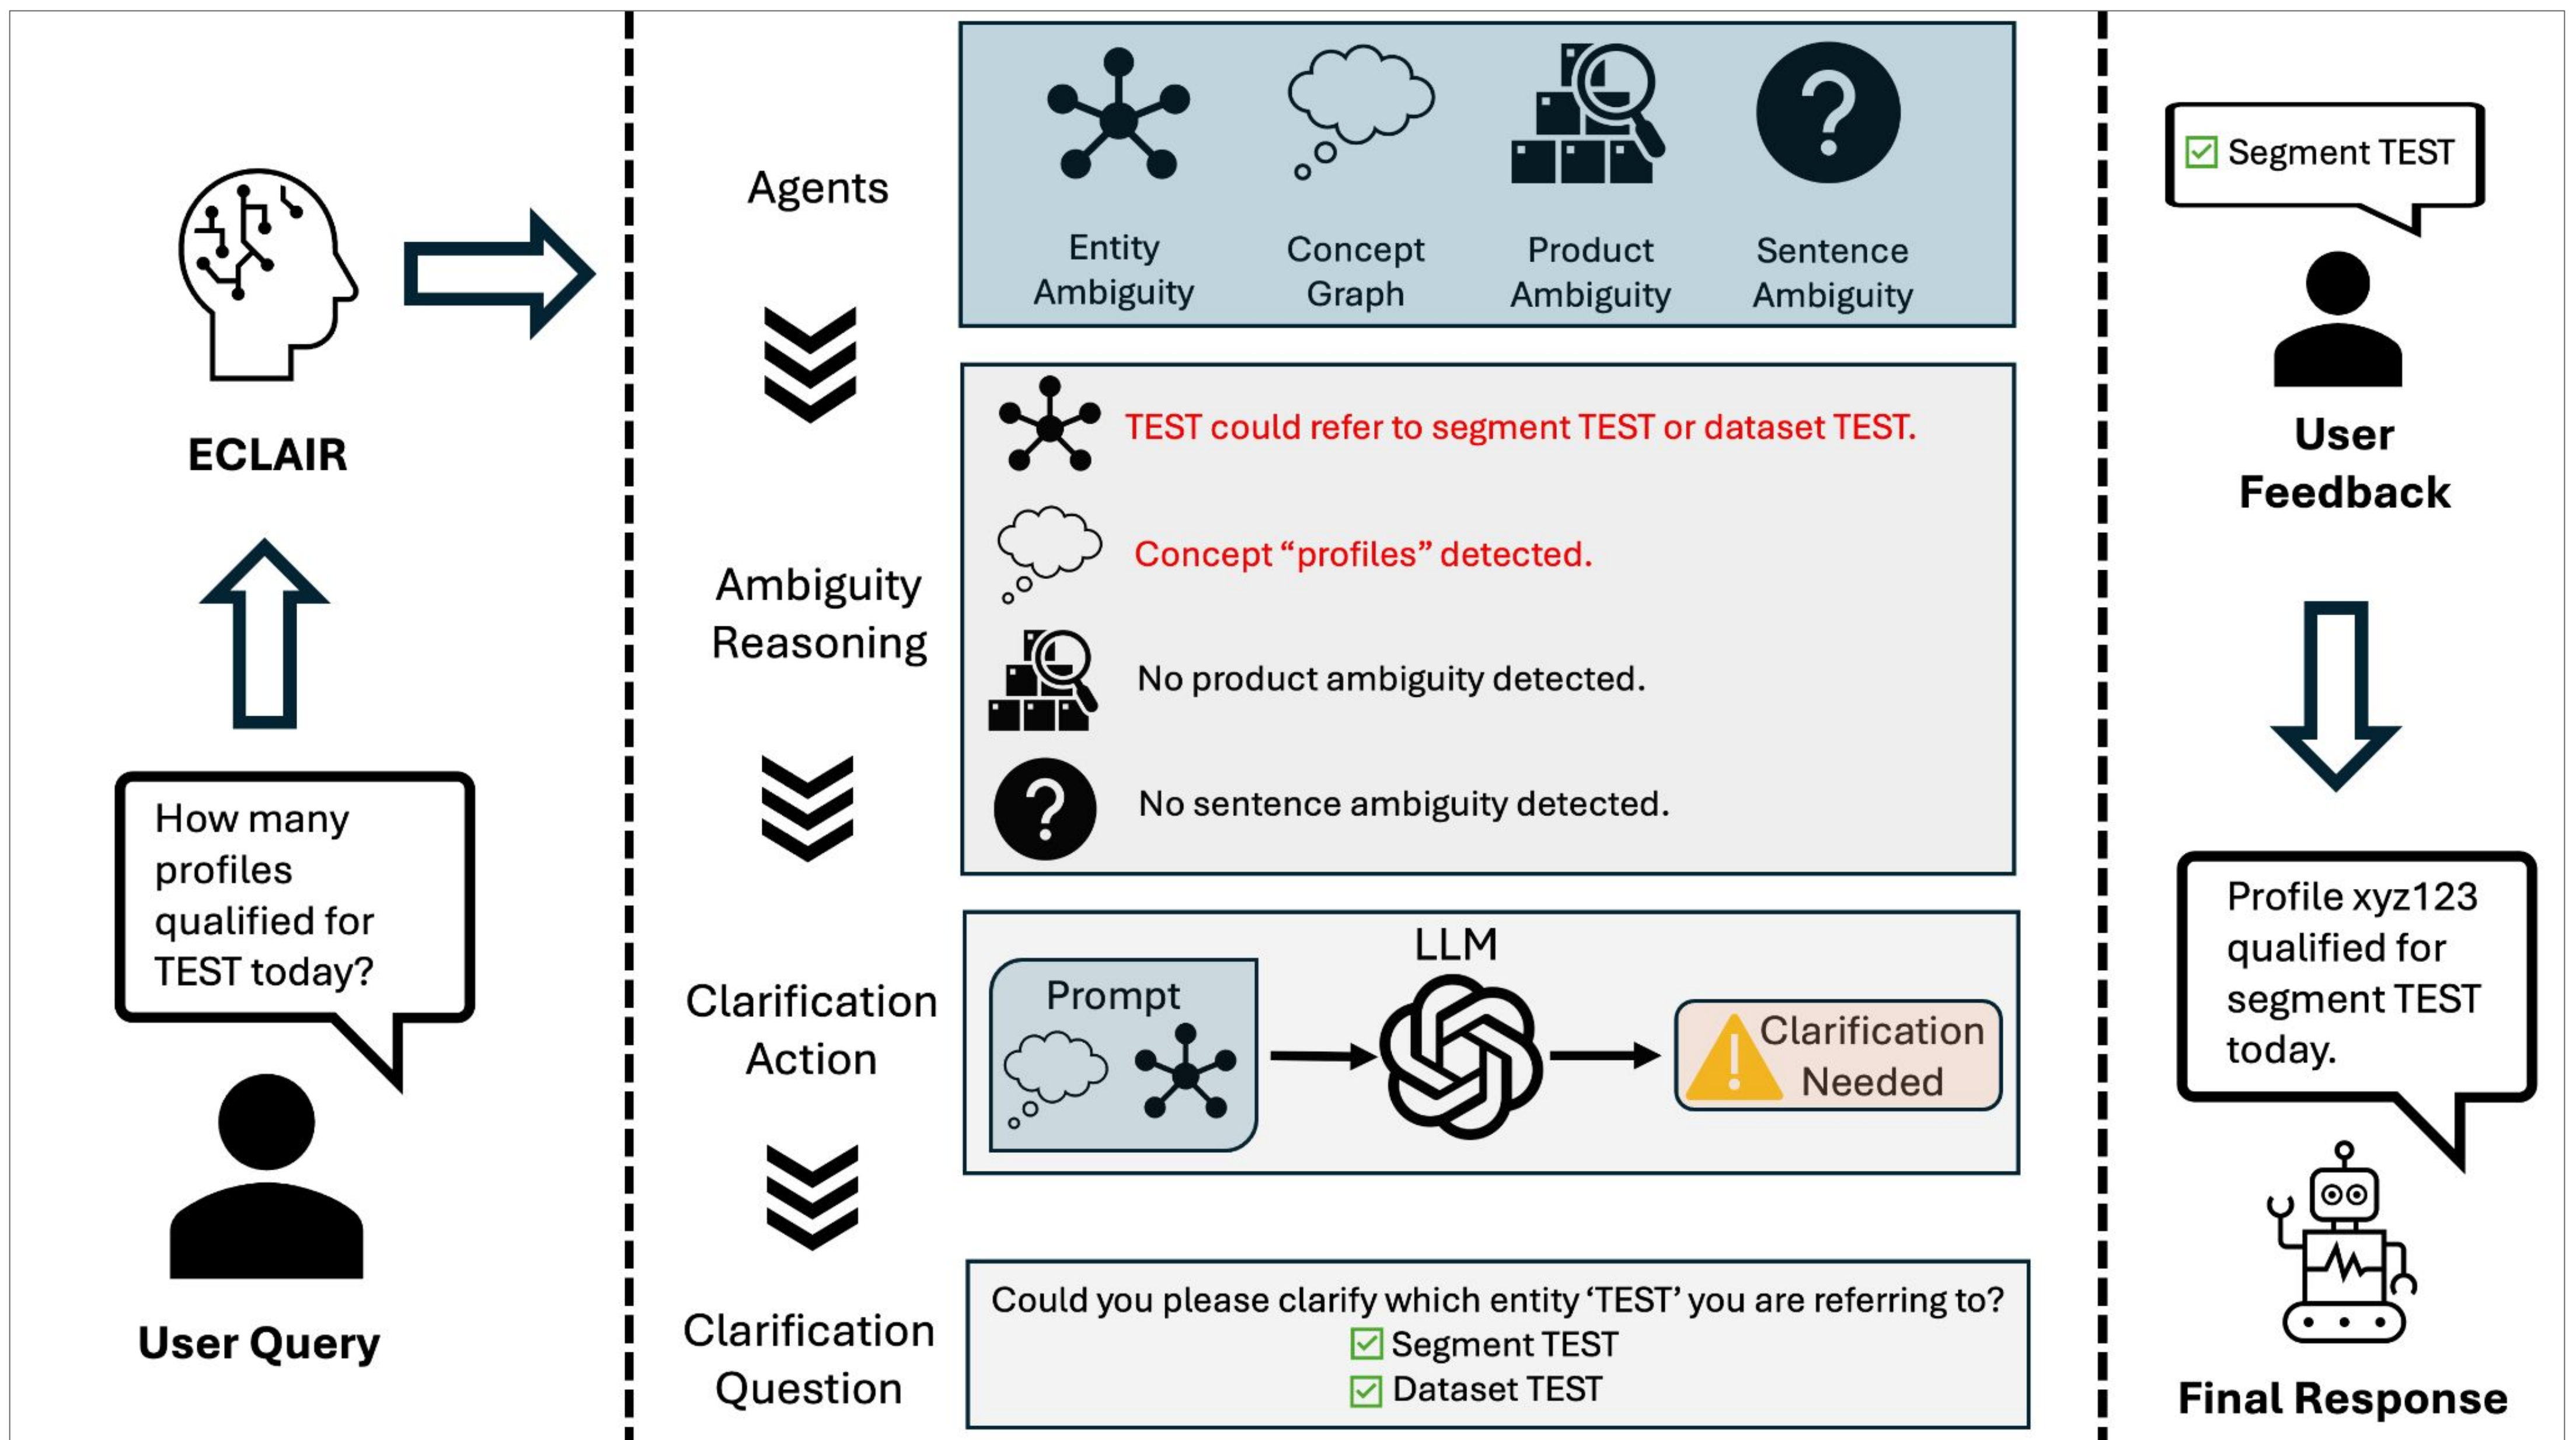 ECLAIR
How many
profiles
qualified for
TEST today?
User Query
Agents
Entity
Ambiguity
Concept
Graph
Product
Ambiguity
Sentence
Ambiguity
Ambiguity
Reasoning
TEST could refer to segment TEST or dataset TEST.
Concept “profiles” detected.
No product ambiguity detected.
No sentence ambiguity detected.
Clarification
Action
Prompt
LLM
Clarification
Needed
Clarification
Question
Could you please clarify which entity ‘TEST’ you are referring to?
Segment TEST
Dataset TEST
Segment TEST
User
Feedback
Profile xyz123
qualified for
segment TEST
today.
Final Response